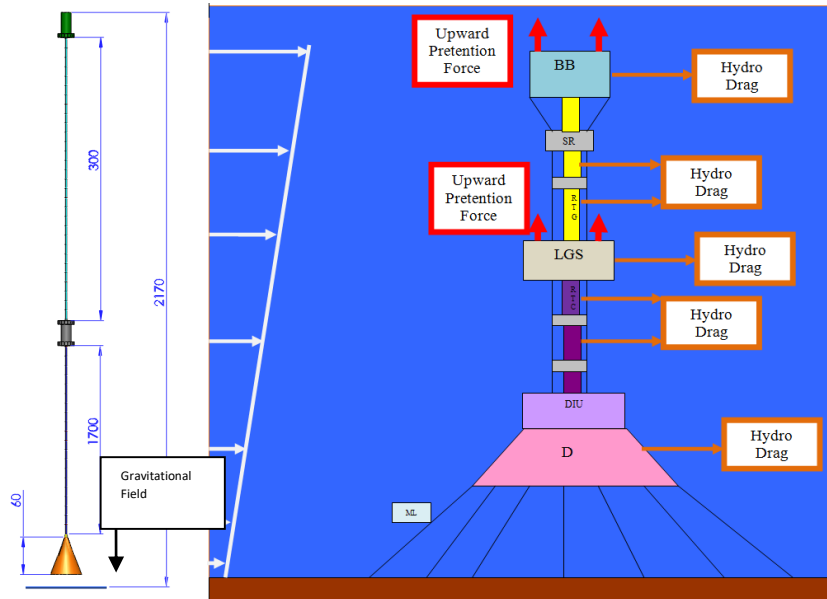 300
2170
1700
60
Gravitational
Field
Upward
Pretention
Force
BB
Hydro
Drag
SR
Hydro
Drag
Upward
Pretention
Force
R
T
O
LGS
Hydro
Drag
Hydro
Drag
DIU
D
Hydro
Drag
ML